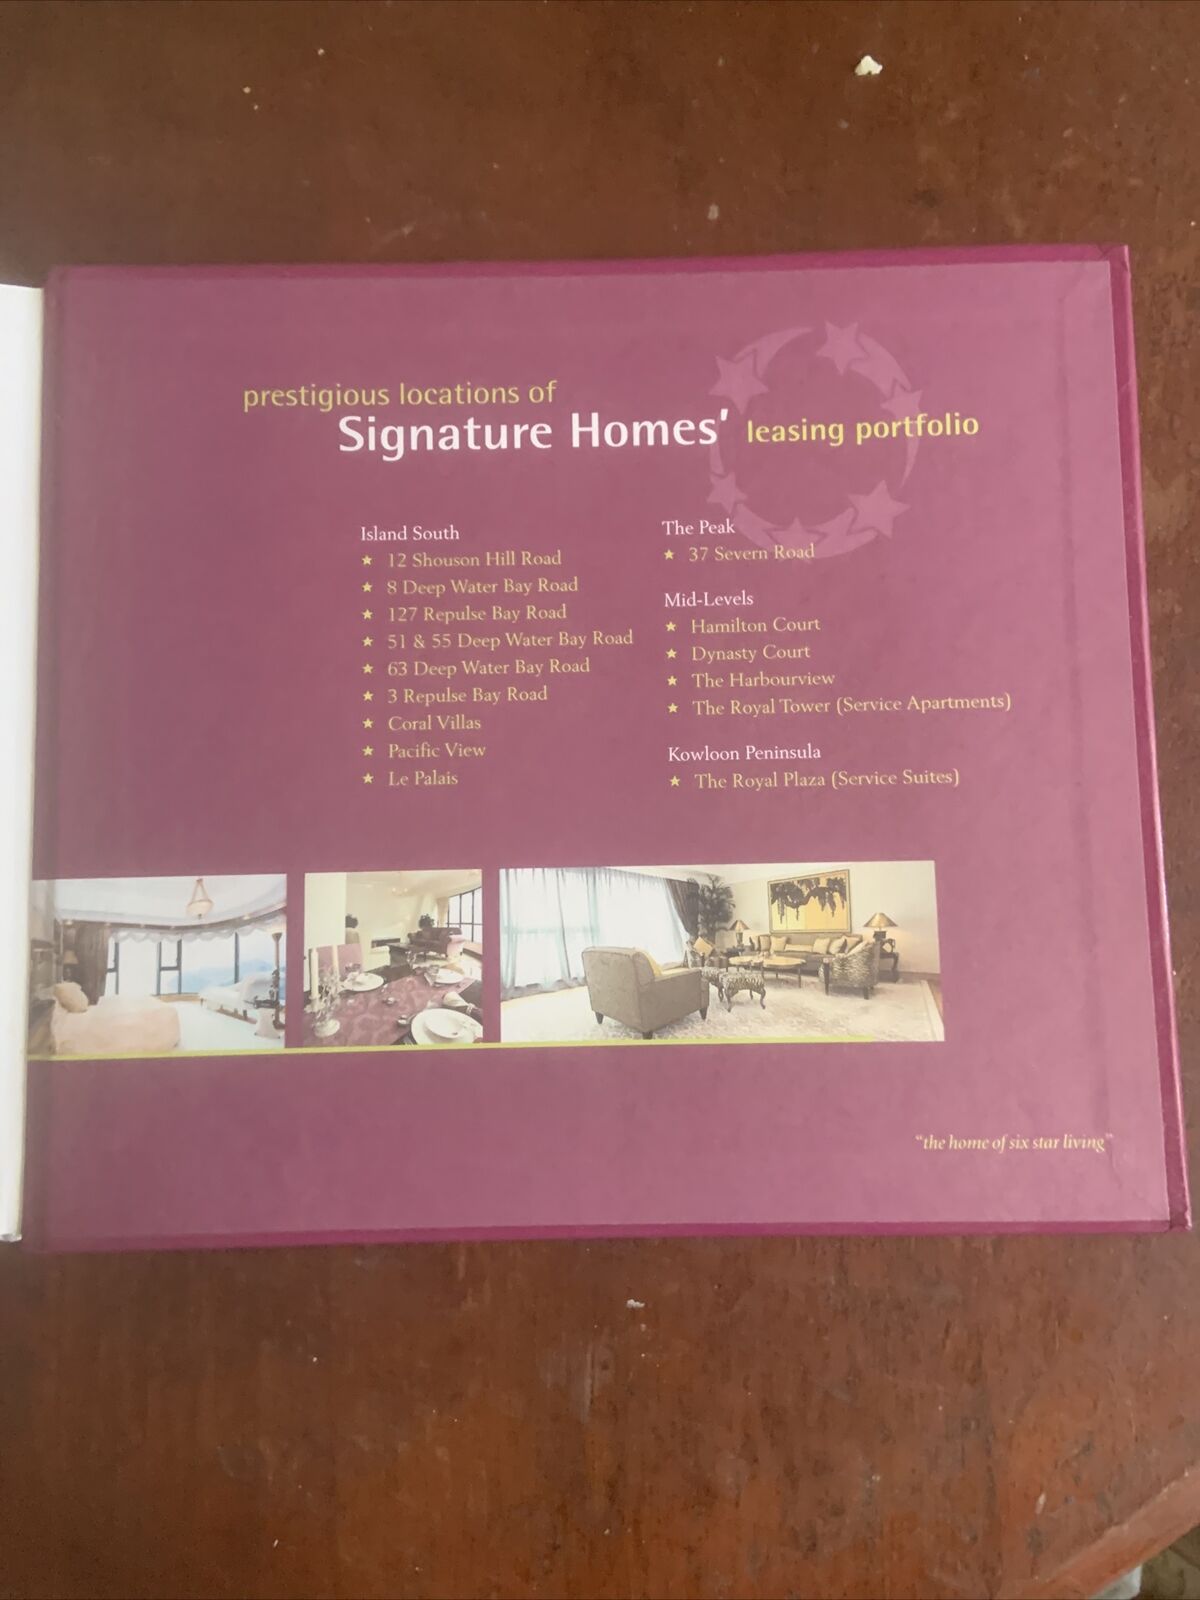 prestigious locations of
Signature Homes' leasing portfolio
Island South
12 Shouson Hill Road
8 Deep Water Bay Road
127 Repulse Bay Road
51 & 55 Deep Water Bay Road
63 Deep Water Bay Road
3 Repulse Bay Road
Coral Villas
Pacific View
Le Palais
The Peak
37 Severn Road
Mid-Levels
Hamilton Court
Dynasty Court
The Harbourview
The Royal Tower (Service Apartments)
Kowloon Peninsula
The Royal Plaza (Service Suites)
"the home of six star living"